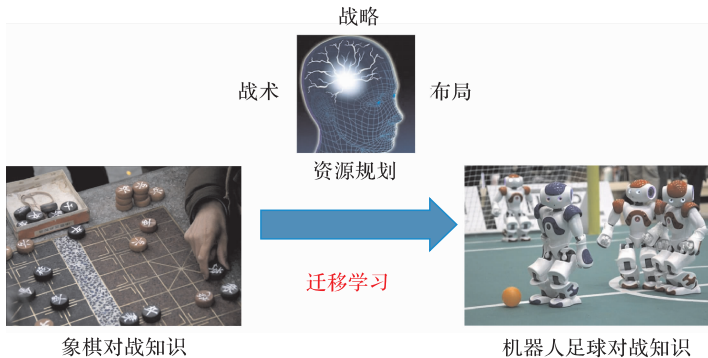 战略
战术
布局
资源规划
迁移学习
象棋对战知识
机器人足球对战知识